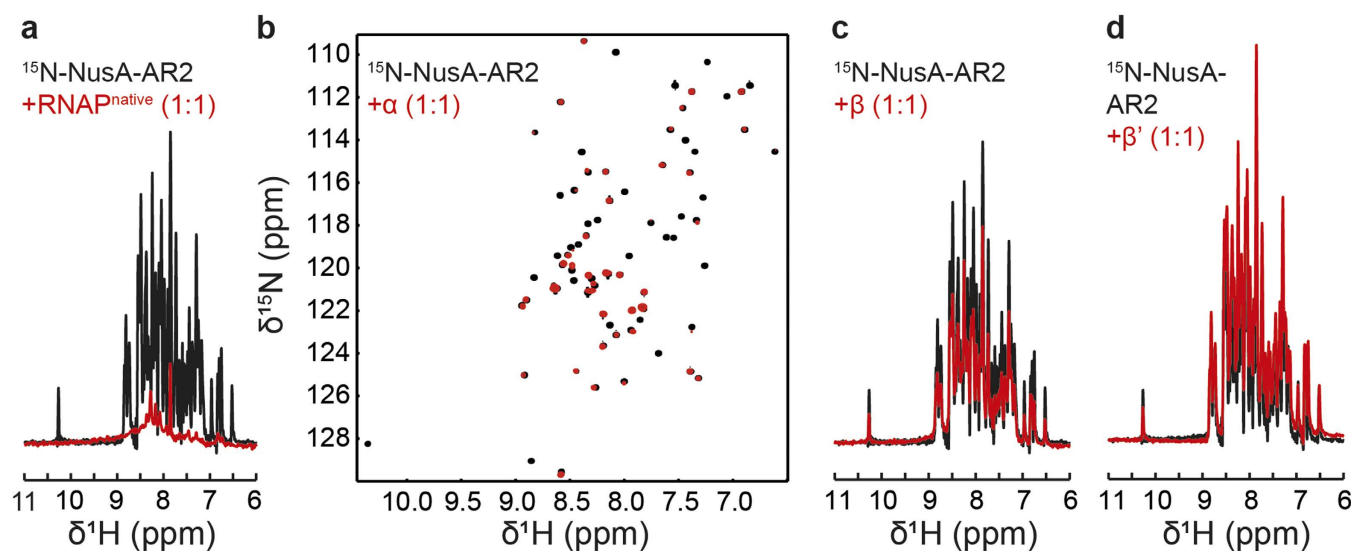 a
¹⁵N-NusA-AR2
+RNAPⁿᵃᵗⁱᵛᵉ (1:1)
11 10 9 8 7 6
δ¹H (ppm)
b
¹⁵N-NusA-AR2
+α (1:1)
110
112
114
116
118
120
122
124
126
128
δ¹⁵N (ppm)
10.0 9.5 9.0 8.5 8.0 7.5 7.0
δ¹H (ppm)
c
¹⁵N-NusA-AR2
+β (1:1)
11 10 9 8 7 6
δ¹H (ppm)
d
¹⁵N-NusA-
AR2
+β’ (1:1)
11 10 9 8 7 6
δ¹H (ppm)